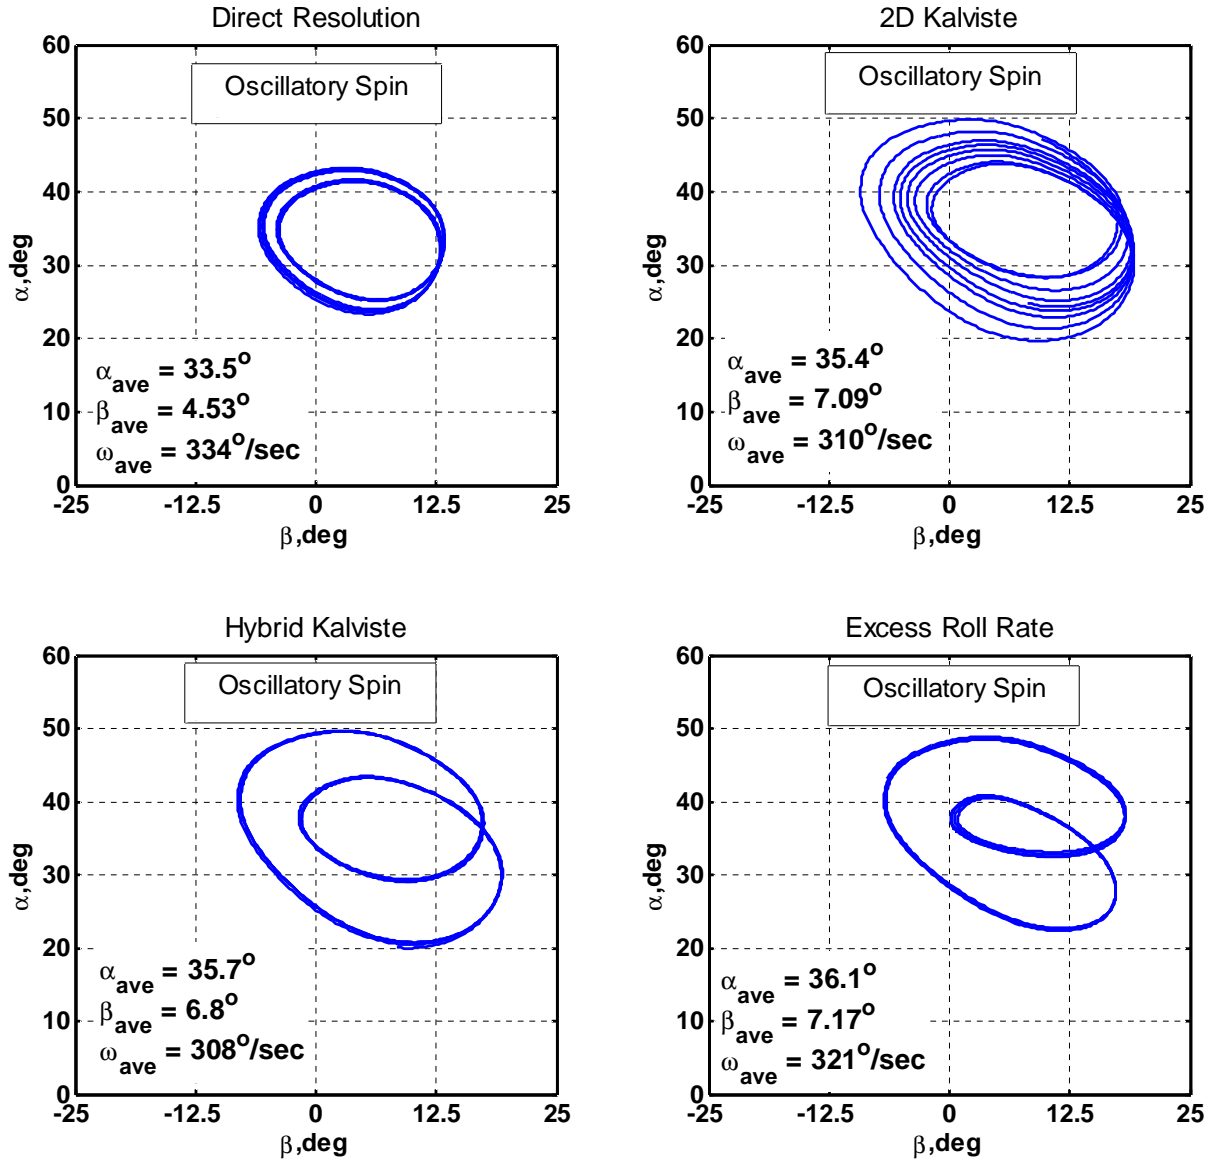 Direct Resolution
Oscillatory Spin
60
50
40
30
20
10
0
α,deg
αave = 33.5o
βave = 4.53o
ωave = 334o/sec
-25
-12.5
0
12.5
25
β,deg
2D Kalviste
Oscillatory Spin
60
50
40
30
20
10
0
α,deg
αave = 35.4o
βave = 7.09o
ωave = 310o/sec
-25
-12.5
0
12.5
25
β,deg
Hybrid Kalviste
Oscillatory Spin
60
50
40
30
20
10
0
α,deg
αave = 35.7o
βave = 6.8o
ωave = 308o/sec
-25
-12.5
0
12.5
25
β,deg
Excess Roll Rate
Oscillatory Spin
60
50
40
30
20
10
0
α,deg
αave = 36.1o
βave = 7.17o
ωave = 321o/sec
-25
-12.5
0
12.5
25
β,deg